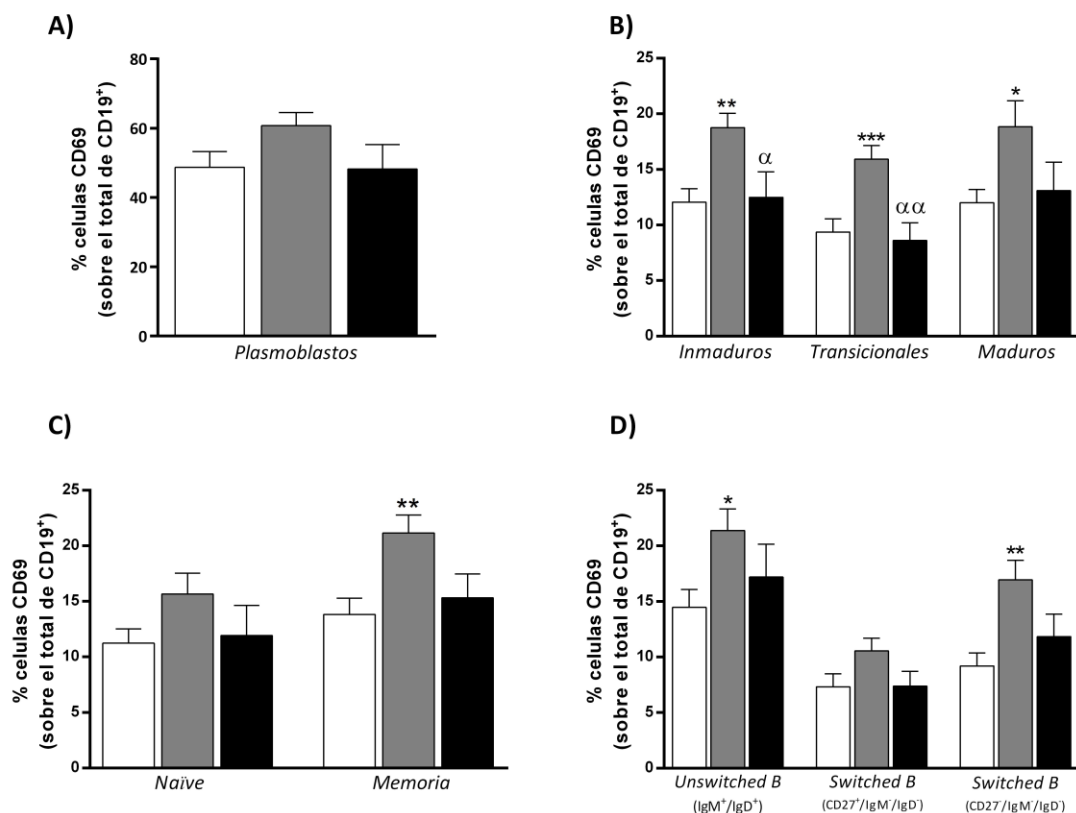 A)
% celulas CD69
(sobre el total de CD19⁺)
80
60
40
20
0
Plasmoblastos
B)
% celulas CD69
(sobre el total de CD19⁺)
25
20
15
10
5
0
**
α
***
αα
*
Inmaduros
Transicionales
Maduros
C)
% celulas CD69
(sobre el total de CD19⁺)
25
20
15
10
5
0
**
Naïve
Memoria
D)
% celulas CD69
(sobre el total de CD19⁺)
25
20
15
10
5
0
*
**
Unswitched B
(IgM⁺/IgD⁺)
Switched B
(CD27⁺/IgM⁻/IgD⁻)
Switched B
(CD27⁻/IgM⁻/IgD⁻)